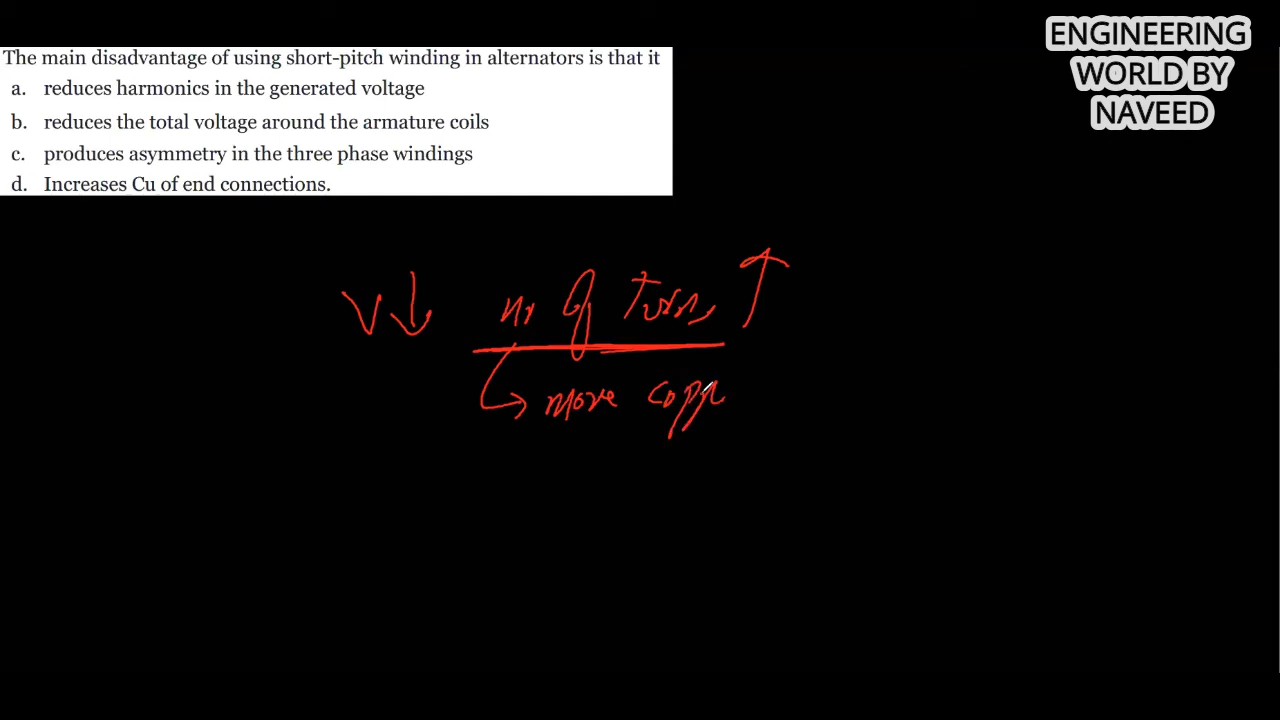 The main disadvantage of using short-pitch winding in alternators is that it
a. reduces harmonics in the generated voltage
b. reduces the total voltage around the armature coils
c. produces asymmetry in the three phase windings
d. Increases Cu of end connections.
ENGINEERING
WORLD BY
NAVEED
V↓ of turns ↑
↳ more